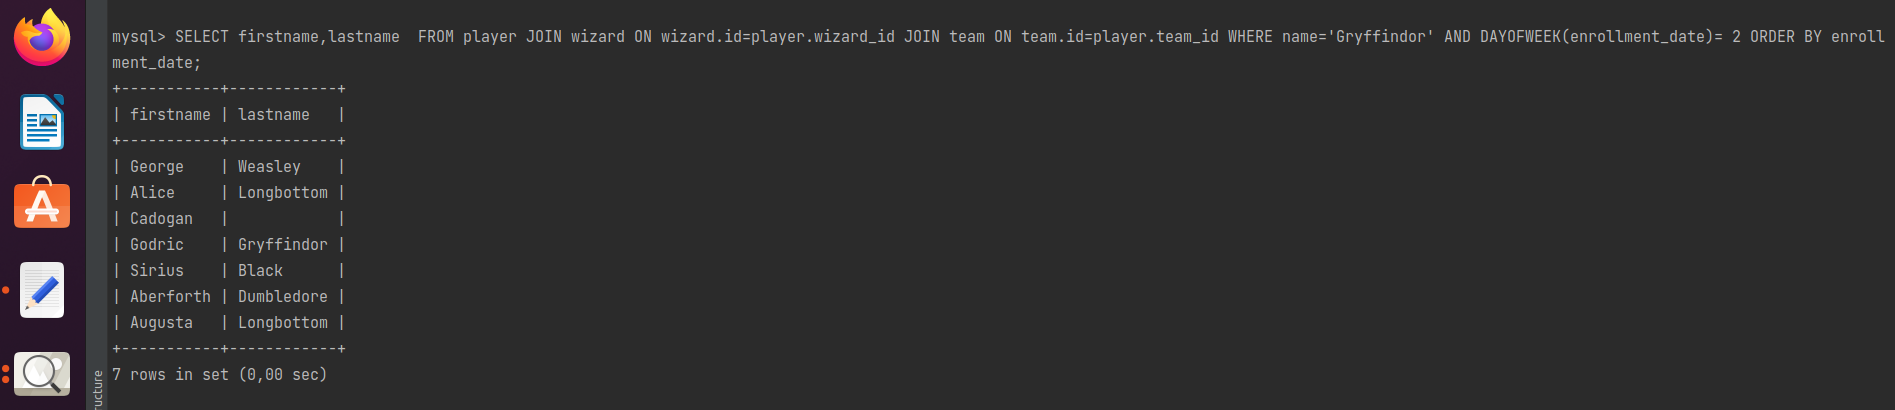 mysql> SELECT firstname,lastname  FROM player JOIN wizard ON wizard.id=player.wizard_id JOIN team ON team.id=player.team_id WHERE name='Gryffindor' AND DAYOFWEEK(enrollment_date)= 2 ORDER BY enroll
ment_date;
+-----------+------------+
| firstname | lastname   |
+-----------+------------+
| George    | Weasley    |
| Alice     | Longbottom |
| Cadogan   |            |
| Godric    | Gryffindor |
| Sirius    | Black      |
| Aberforth | Dumbledore |
| Augusta   | Longbottom |
+-----------+------------+
7 rows in set (0,00 sec)
ructure